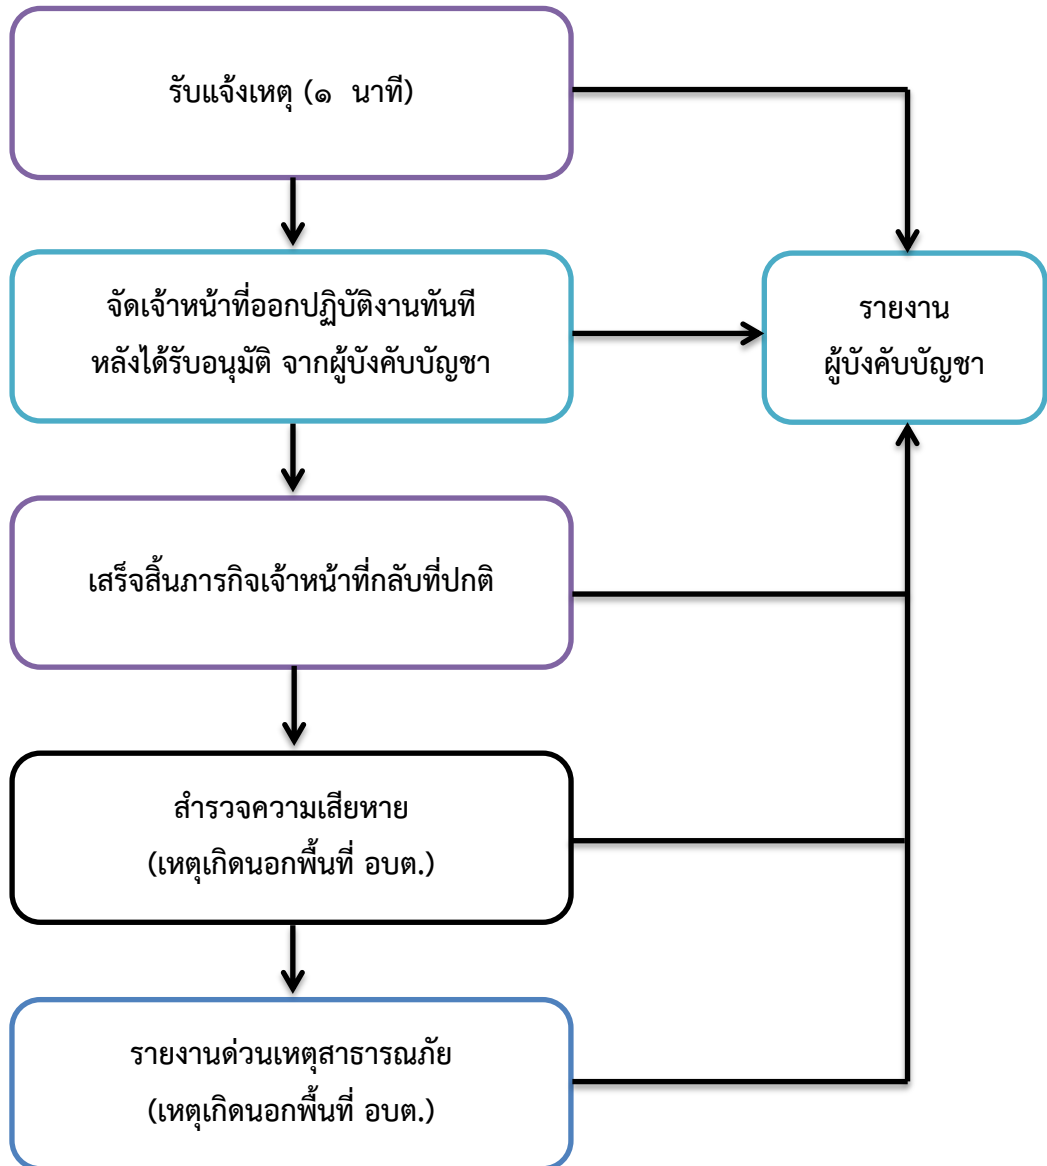 รับแจ้งเหตุ (๑ นาที)
จัดเจ้าหน้าที่ออกปฏิบัติงานทันที
หลังได้รับอนุมัติ จากผู้บังคับบัญชา
รายงาน
ผู้บังคับบัญชา
เสร็จสิ้นภารกิจเจ้าหน้าที่กลับที่ปกติ
สำรวจความเสียหาย
(เหตุเกิดนอกพื้นที่ อบต.)
รายงานด่วนเหตุสาธารณภัย
(เหตุเกิดนอกพื้นที่ อบต.)